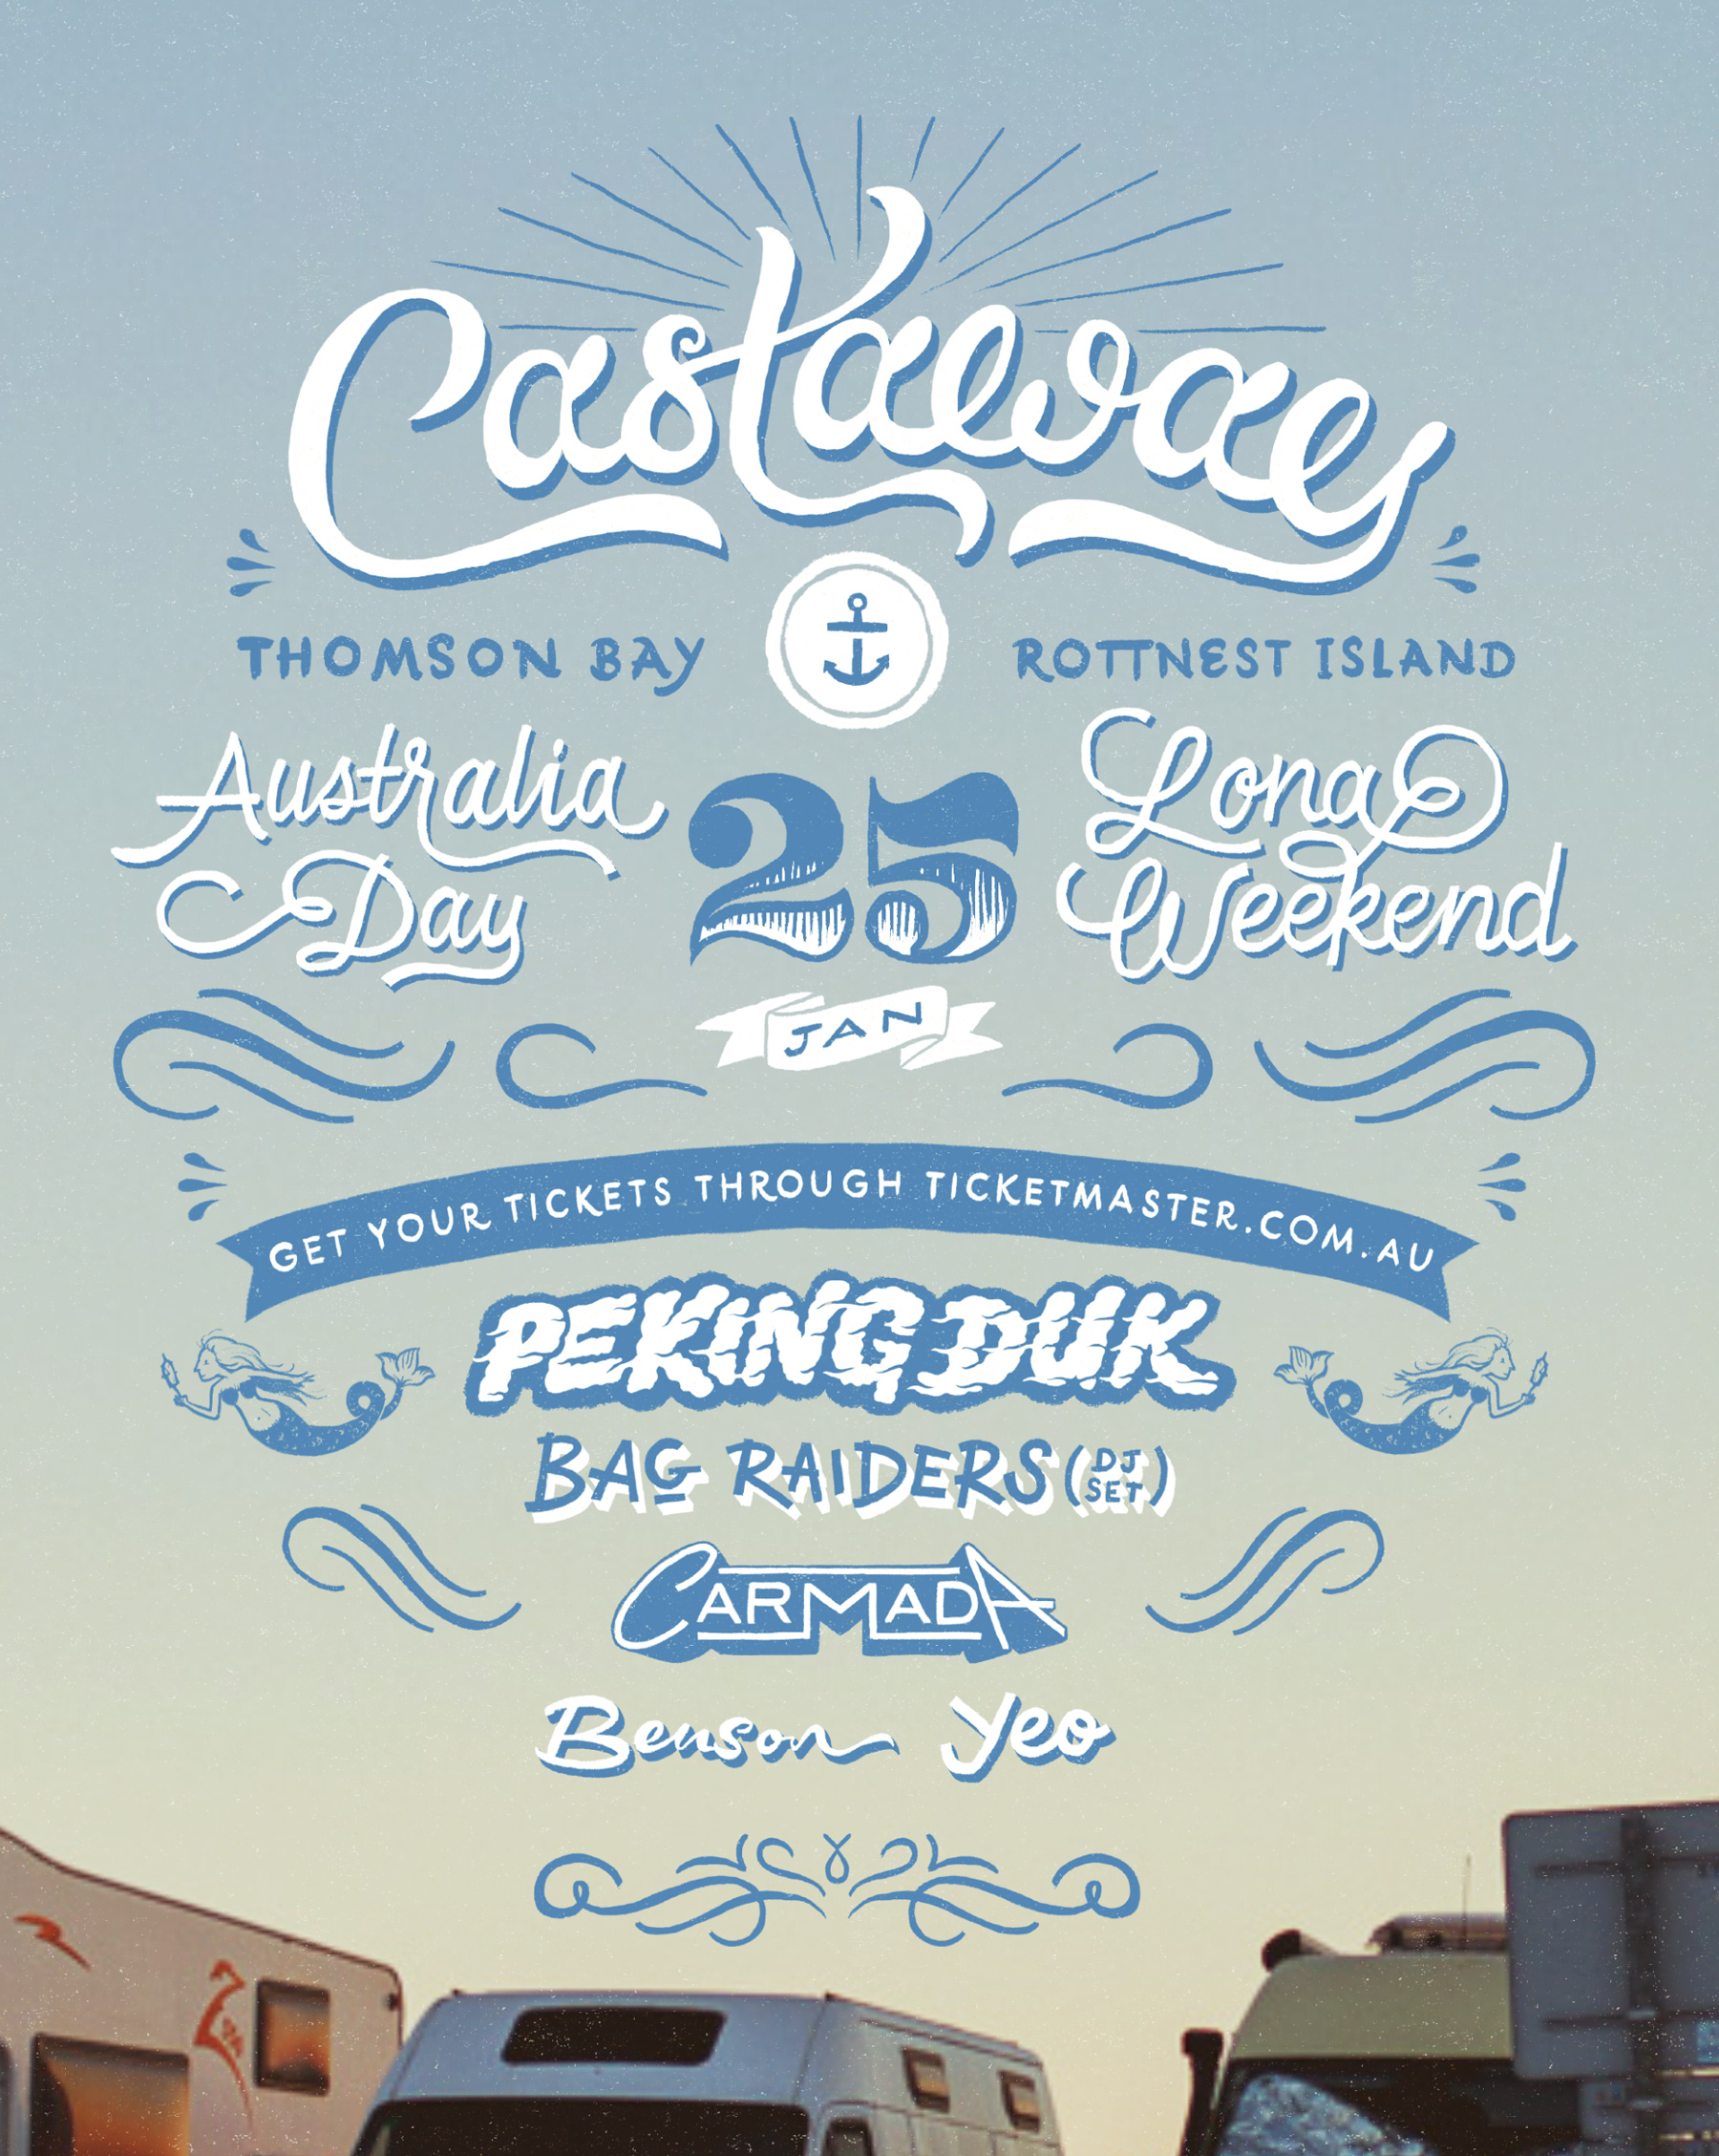 Castaway
THOMSON BAY ROTTNEST ISLAND
Australia Day 25 Long Weekend
JAN
GET YOUR TICKETS THROUGH TICKETMASTER.COM.AU
PEKING DUK
BAG RAIDERS (DJ SET)
CARMADA
Benson Yeo